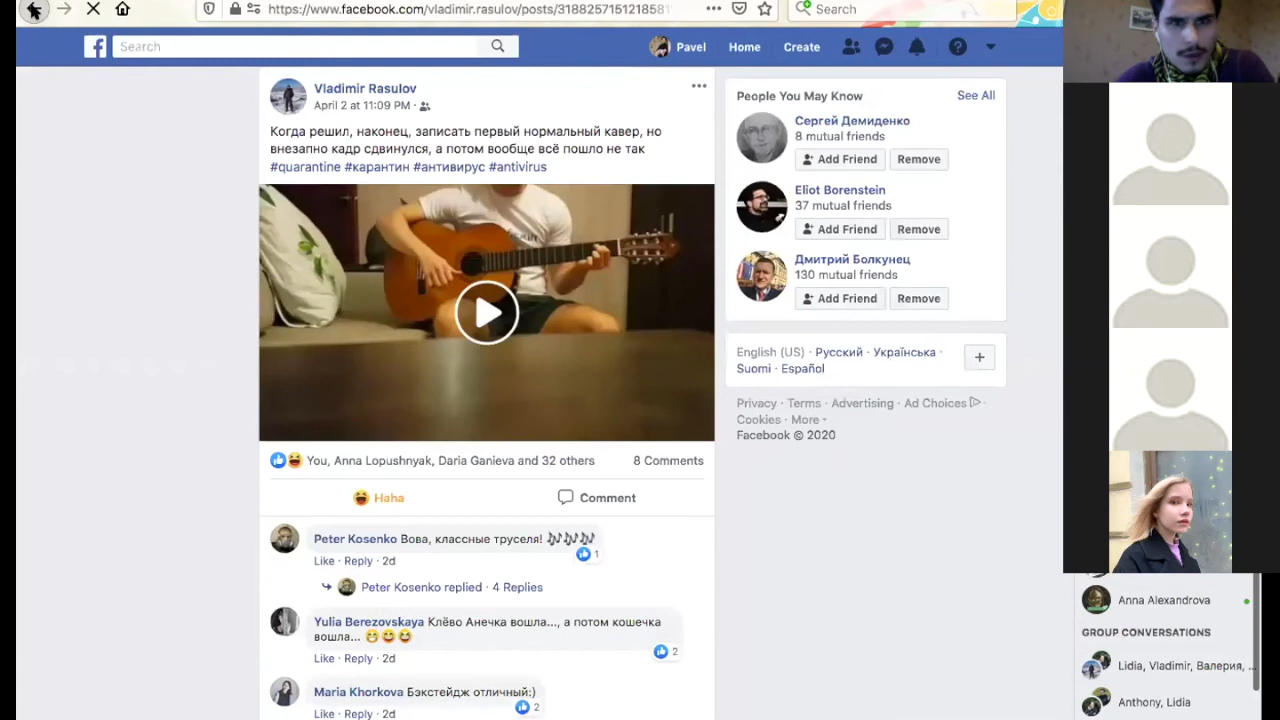 https://www.facebook.com/vladimir.rasulov/posts/3188257151218581
Search
Search
Pavel
Home
Create
Vladimir Rasulov
April 2 at 11:09 PM ·
Когда решил, наконец, записать первый нормальный кавер, но
внезапно кадр сдвинулся, а потом вообще всё пошло не так
#quarantine #карантин #антивирус #antivirus
You, Anna Lopushnyak, Daria Ganieva and 32 others
8 Comments
Haha
Comment
Peter Kosenko Вова, классные труселя! 🎶🎶🎶
1
Like · Reply · 2d
Peter Kosenko replied · 4 Replies
Yulia Berezovskaya Клёво Анечка вошла..., а потом кошечка
вошла... 😁😄😂
2
Like · Reply · 2d
Maria Khorkova Бэкстейдж отличный:)
2
Like · Reply · 2d
People You May Know
See All
Сергей Демиденко
8 mutual friends
Add Friend
Remove
Eliot Borenstein
37 mutual friends
Add Friend
Remove
Дмитрий Болкунец
130 mutual friends
Add Friend
Remove
English (US) · Русский · Українська ·
Suomi · Español
Privacy · Terms · Advertising · Ad Choices ·
Cookies · More
Facebook © 2020
Anna Alexandrova
GROUP CONVERSATIONS
Lidia, Vladimir, Валерия, ...
Anthony, Lidia